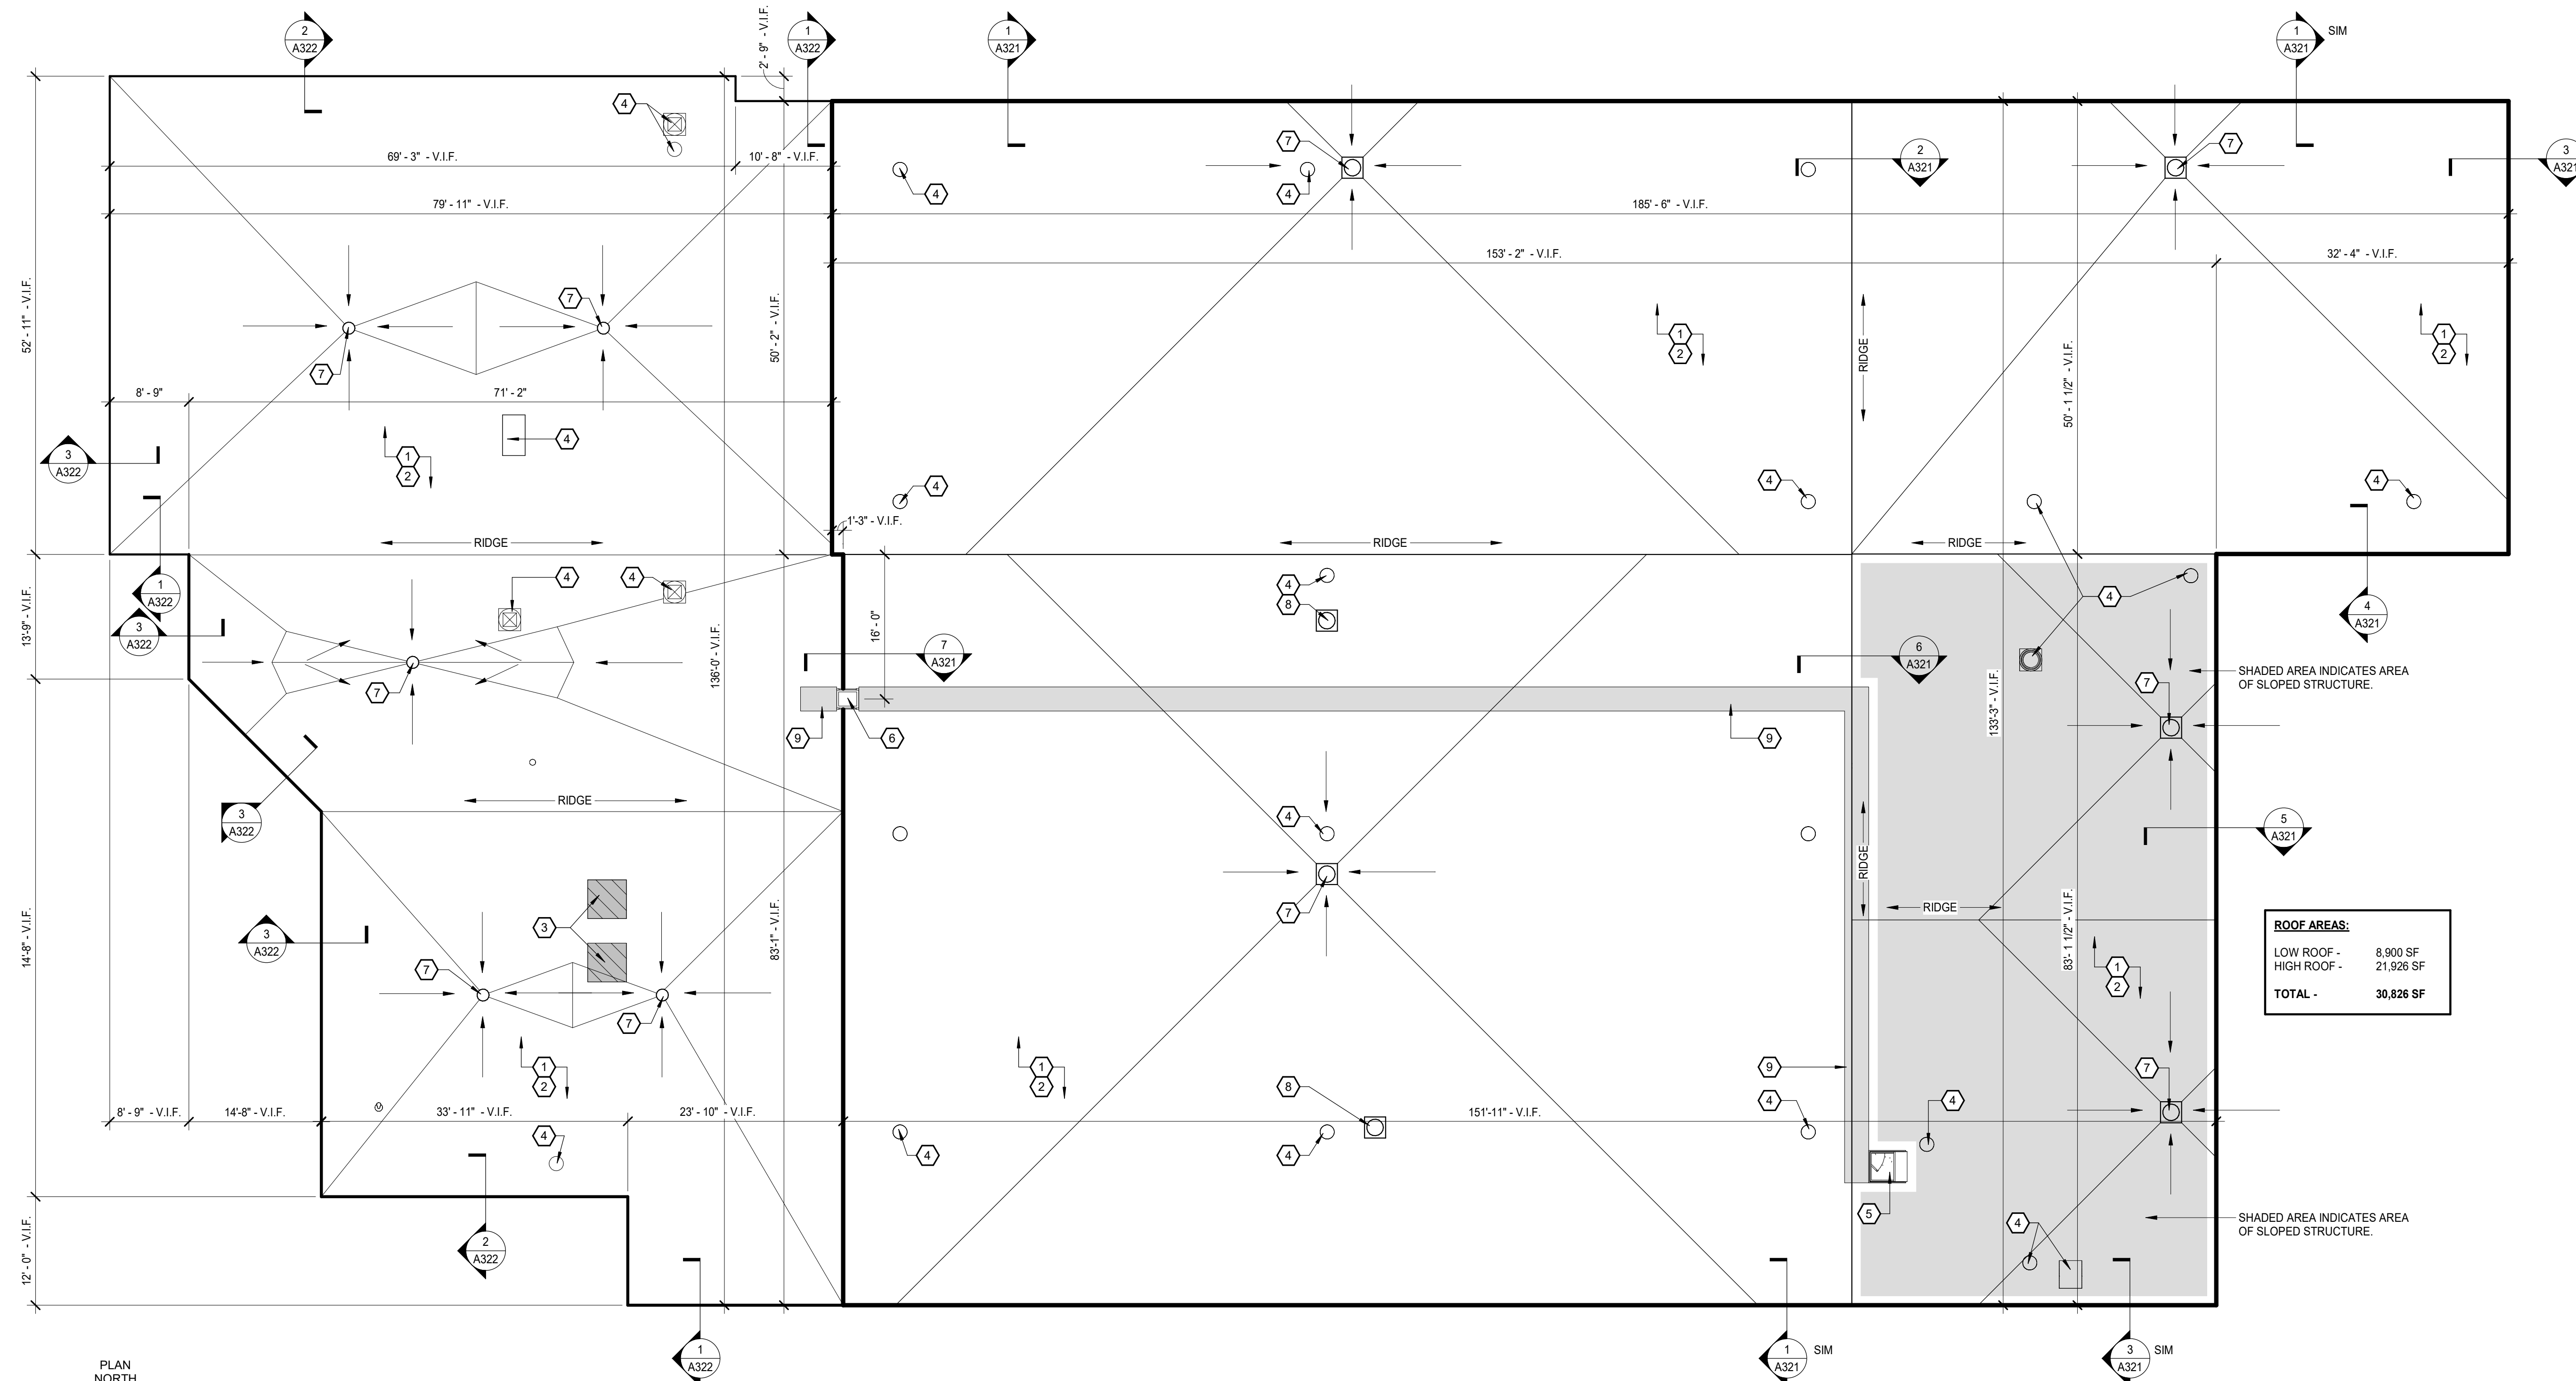 2
A322
1
A322
2' - 9" - V.I.F.
1
A321
1
A321
SIM
4
69' - 3" - V.I.F.
10' - 8" - V.I.F.
7
4
4
2
A321
7
3
A321
79' - 11" - V.I.F.
185' - 6" - V.I.F.
153' - 2" - V.I.F.
32' - 4" - V.I.F.
52' - 11" - V.I.F.
7
7
50' - 2" - V.I.F.
1
2
RIDGE
50' - 1 1/2" - V.I.F.
1
2
8' - 9"
71' - 2"
4
3
A322
1
2
4
4
4
1'-3" - V.I.F.
RIDGE
RIDGE
RIDGE
1
A322
3
A322
13'-9" - V.I.F.
4
4
4
8
4
4
A321
16' - 0"
136'-0' - V.I.F.
7
A321
6
A321
133'-3" - V.I.F.
SHADED AREA INDICATES AREA
OF SLOPED STRUCTURE.
7
7
9
6
9
RIDGE
3
A322
4
RIDGE
5
A321
7
3
3
A322
14'-8" - V.I.F.
83'-1" - V.I.F.
RIDGE
83'- 1 1/2" - V.I.F.
ROOF AREAS:
LOW ROOF - 8,900 SF
HIGH ROOF - 21,926 SF
TOTAL - 30,826 SF
7
7
1
2
1
2
1
2
9
7
8
4
4
8' - 9" - V.I.F.
14'-8" - V.I.F.
33' - 11" - V.I.F.
23' - 10" - V.I.F.
151'-11" - V.I.F.
4
4
4
5
4
SHADED AREA INDICATES AREA
OF SLOPED STRUCTURE.
12' - 0" - V.I.F.
2
A322
1
A322
1
A321
SIM
3
A321
SIM
PLAN
NORTH